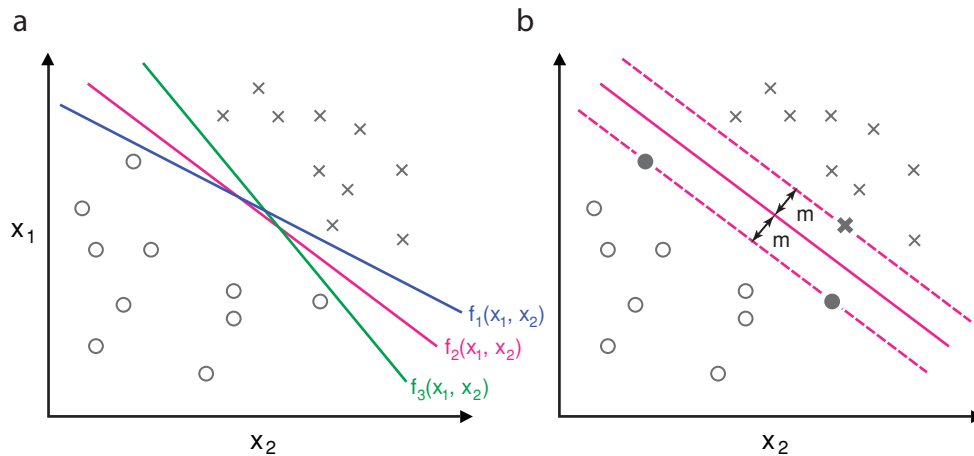 a
x₁
f₁(x₁, x₂)
f₂(x₁, x₂)
f₃(x₁, x₂)
x₂
b
m
m
x₂